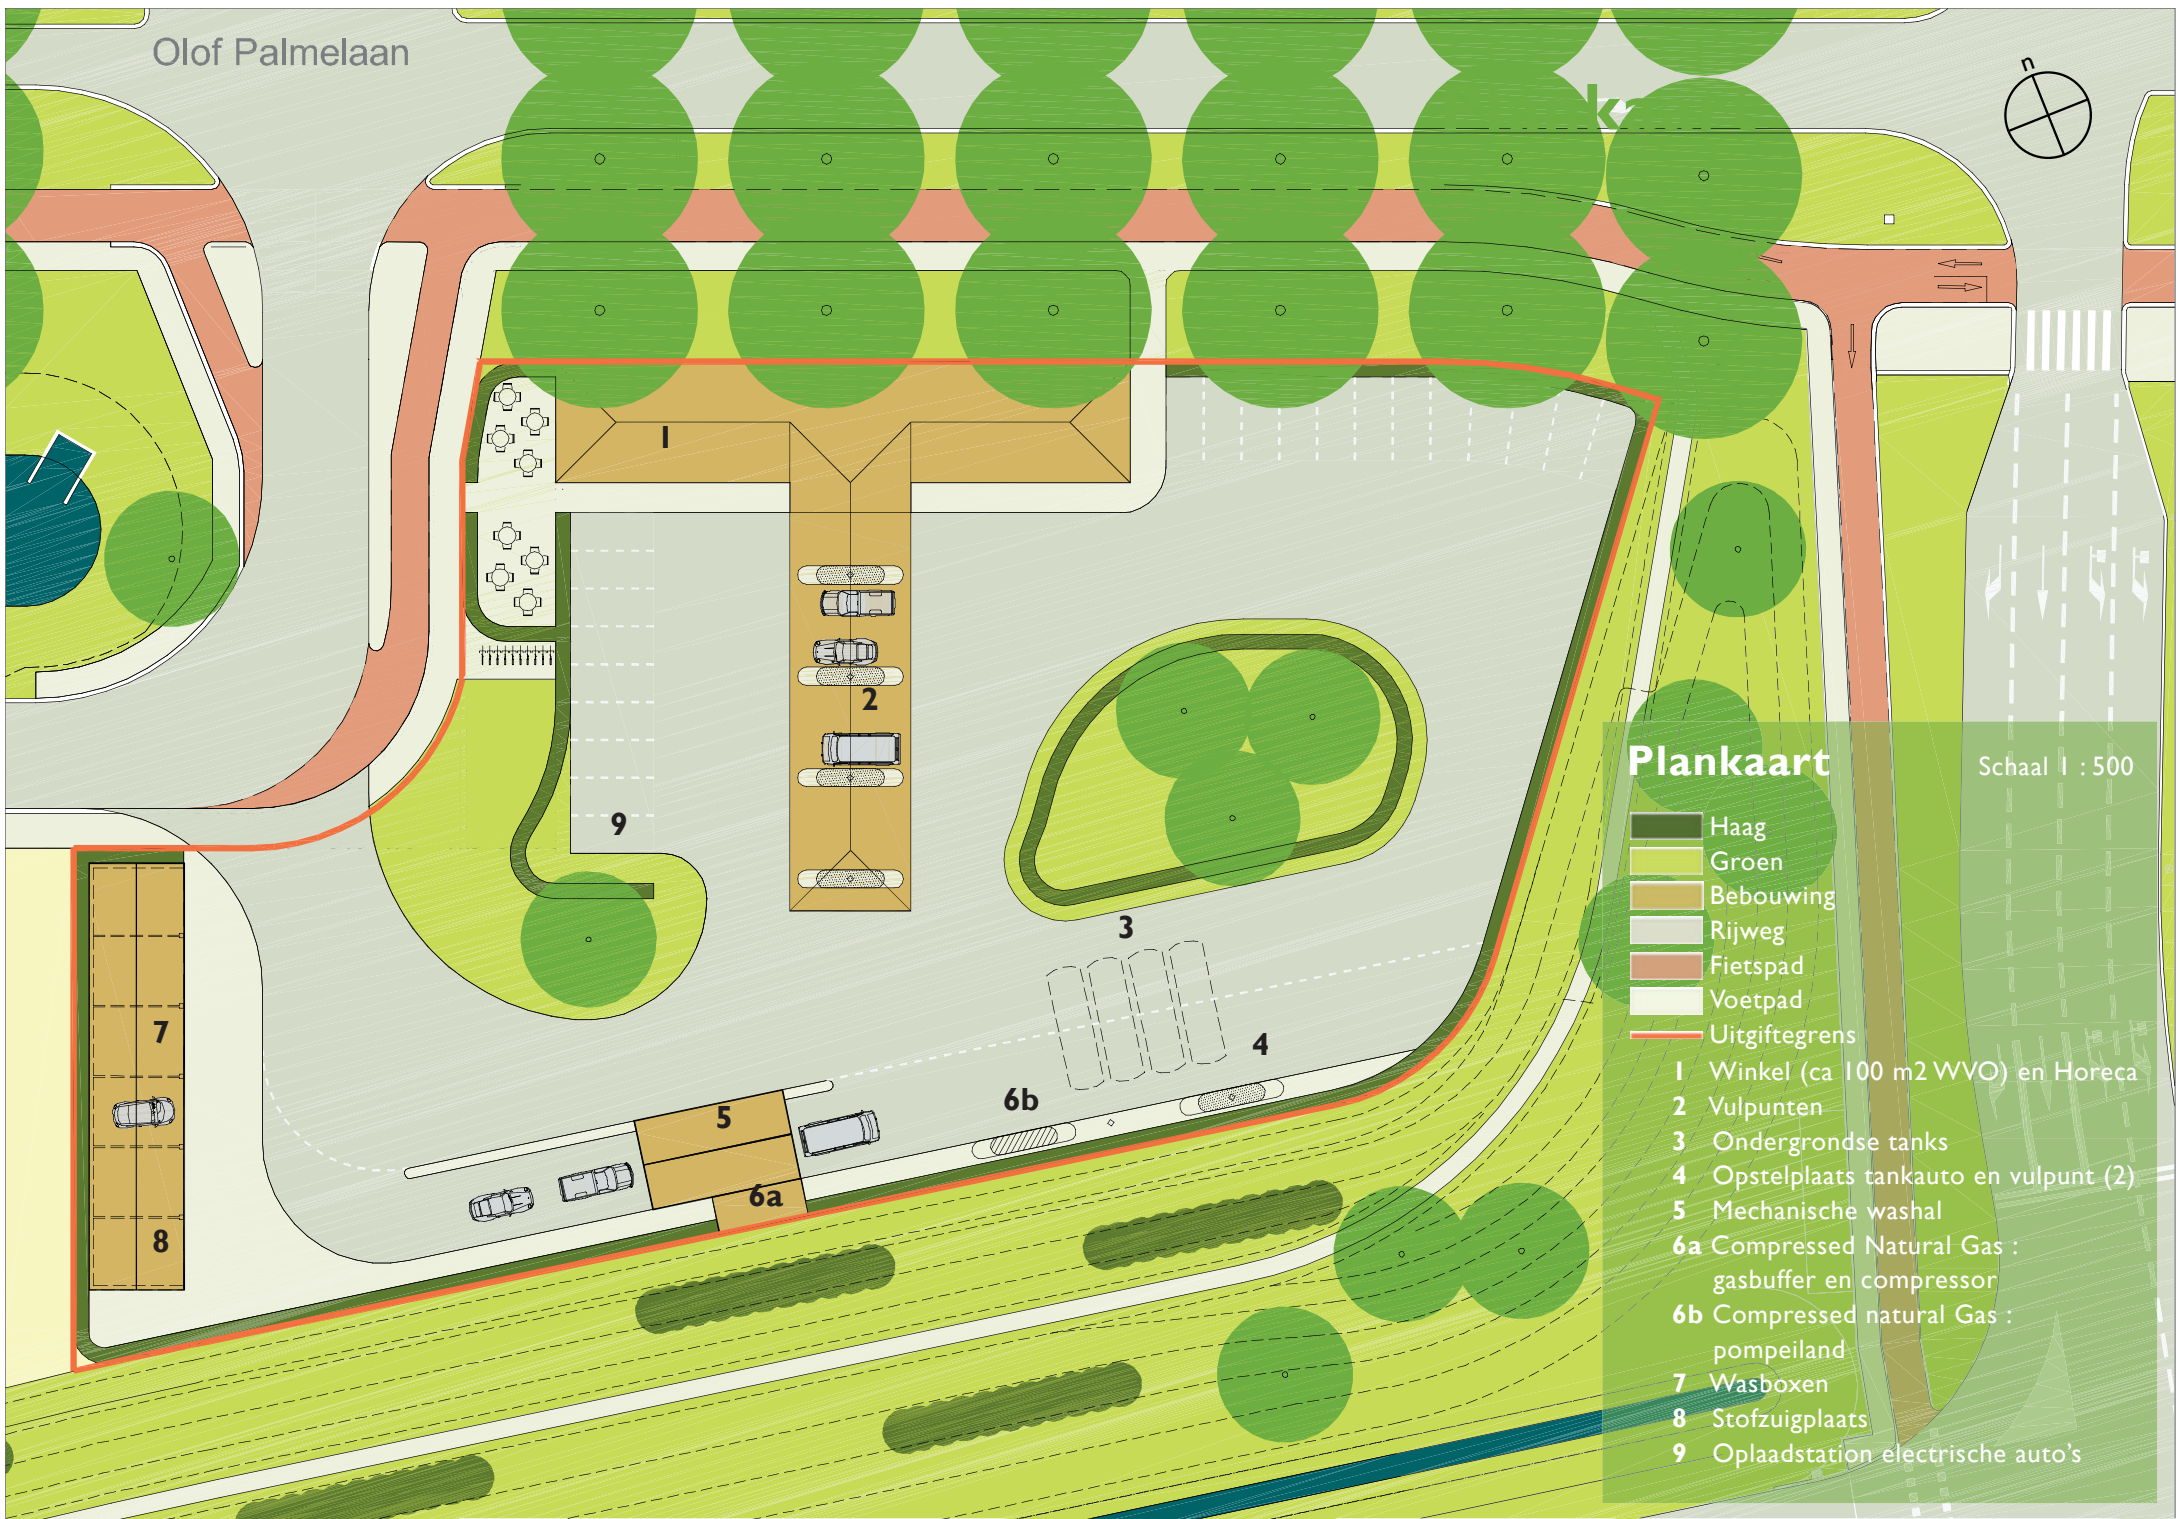 Olof Palmelaan
n
1
2
9
3
4
7
5
6b
6a
8
Plankaart
Schaal 1 : 500
Haag
Groen
Bebouwing
Rijweg
Fietspad
Voetpad
Uitgiftegrens
1 Winkel (ca 100 m2 WVO) en Horeca
2 Vulpunten
3 Ondergrondse tanks
4 Opstelplaats tankauto en vulpunt (2)
5 Mechanische washal
6a Compressed Natural Gas :
gasbuffer en compressor
6b Compressed natural Gas :
pompeiland
7 Wasboxen
8 Stofzuigplaats
9 Oplaadstation electrische auto's